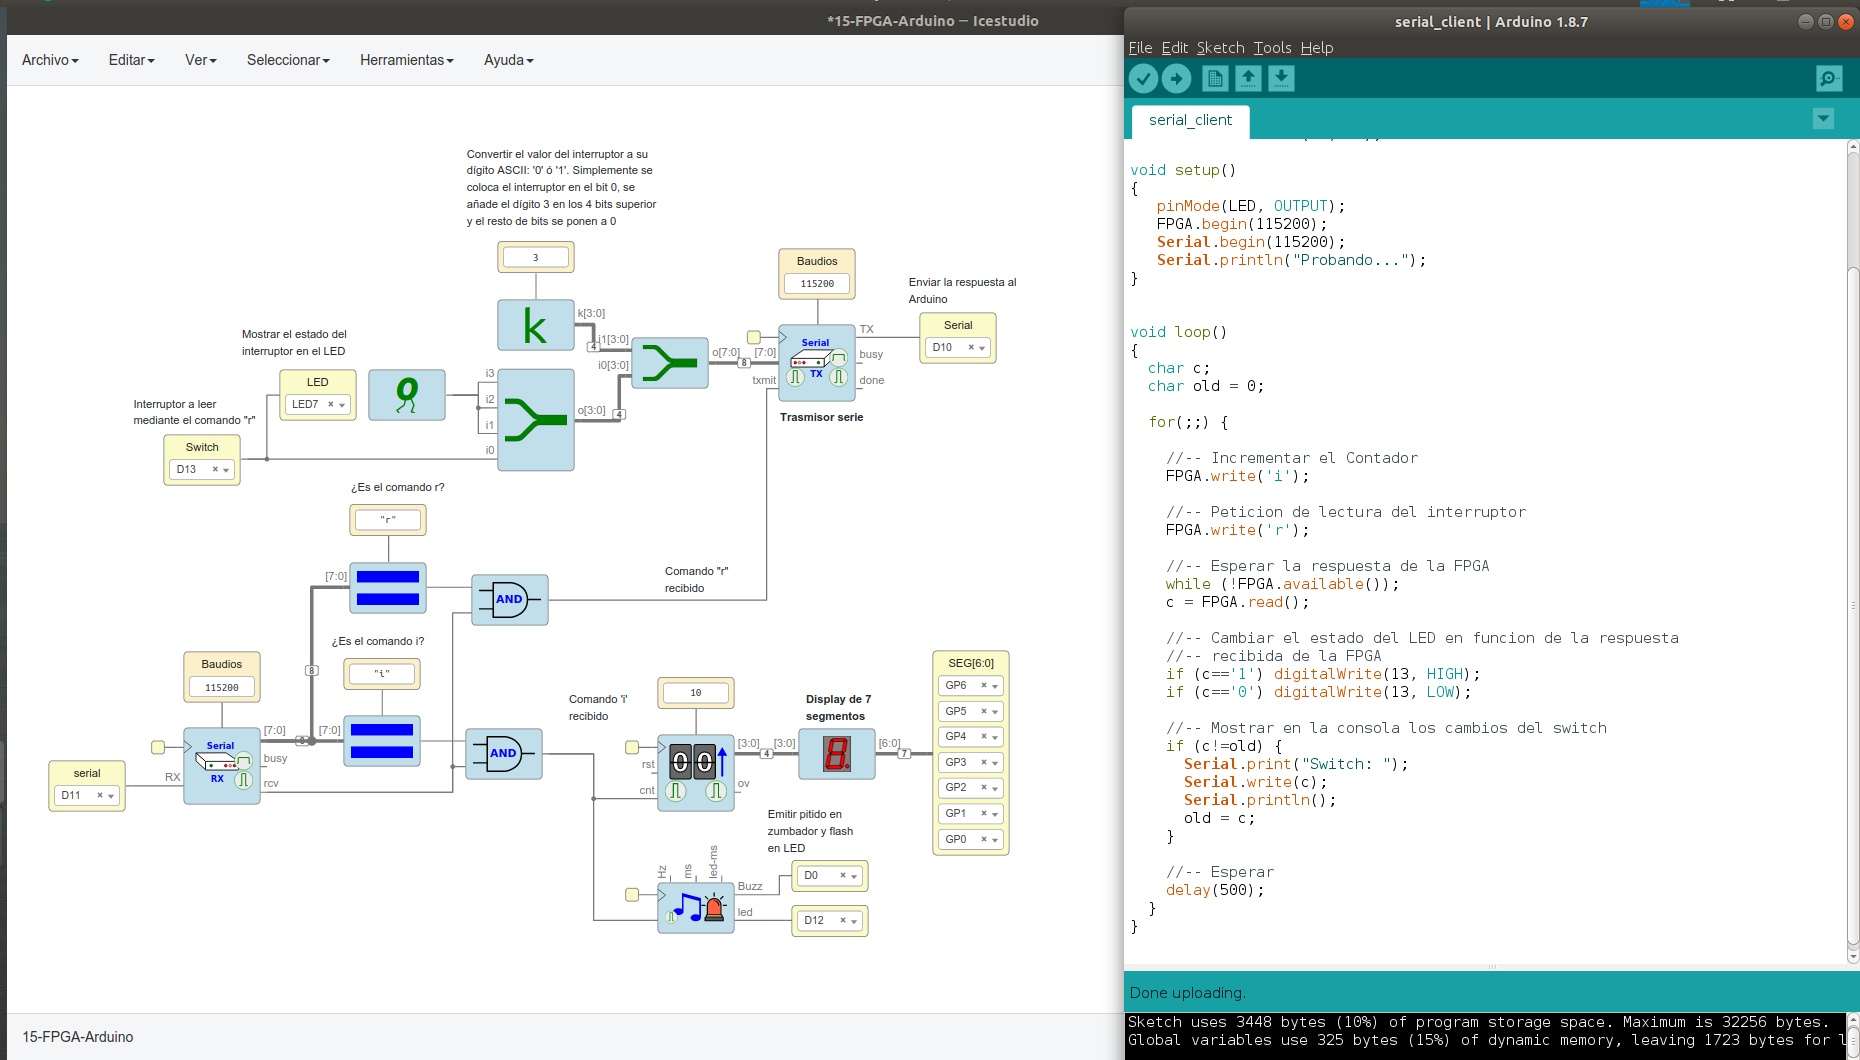 *15-FPGA-Arduino — Icestudio
Archivo Editar Ver Seleccionar Herramientas Ayuda
Convertir el valor del interruptor a su
dígito ASCII: '0' ó '1'. Simplemente se
coloca el interruptor en el bit 0, se
añade el dígito 3 en los 4 bits superior
y el resto de bits se ponen a 0
3
k
k[3:0]
4
i1[3:0]
i0[3:0]
o[7:0]
8
[7:0]
txmit
Baudios
115200
Serial
TX
TX
busy
done
Trasmisor serie
Enviar la respuesta al
Arduino
Serial
D10
Mostrar el estado del
interruptor en el LED
LED
LED7
0
i3
i2
i1
i0
o[3:0]
4
Interruptor a leer
mediante el comando "r"
Switch
D13
¿Es el comando r?
"r"
[7:0]
AND
Comando "r"
recibido
¿Es el comando i?
"i"
[7:0]
AND
8
8
Baudios
115200
Serial
RX
[7:0]
busy
rcv
RX
serial
D11
Comando 'i'
recibido
10
00
rst
cnt
[3:0]
ov
4
[3:0]
Display de 7
segmentos
8.
[6:0]
7
SEG[6:0]
GP6
GP5
GP4
GP3
GP2
GP1
GP0
Emitir pitido en
zumbador y flash
en LED
Hz
ms
led-ms
Buzz
led
D0
D12
15-FPGA-Arduino
serial_client | Arduino 1.8.7
File Edit Sketch Tools Help
serial_client
void setup()
{
pinMode(LED, OUTPUT);
FPGA.begin(115200);
Serial.begin(115200);
Serial.println("Probando...");
}
void loop()
{
char c;
char old = 0;
for(;;) {
//-- Incrementar el Contador
FPGA.write('i');
//-- Peticion de lectura del interruptor
FPGA.write('r');
//-- Esperar la respuesta de la FPGA
while (!FPGA.available());
c = FPGA.read();
//-- Cambiar el estado del LED en funcion de la respuesta
//-- recibida de la FPGA
if (c=='1') digitalWrite(13, HIGH);
if (c=='0') digitalWrite(13, LOW);
//-- Mostrar en la consola los cambios del switch
if (c!=old) {
Serial.print("Switch: ");
Serial.write(c);
Serial.println();
old = c;
}
//-- Esperar
delay(500);
}
}
Done uploading.
Sketch uses 3448 bytes (10%) of program storage space. Maximum is 32256 bytes.
Global variables use 325 bytes (15%) of dynamic memory, leaving 1723 bytes for